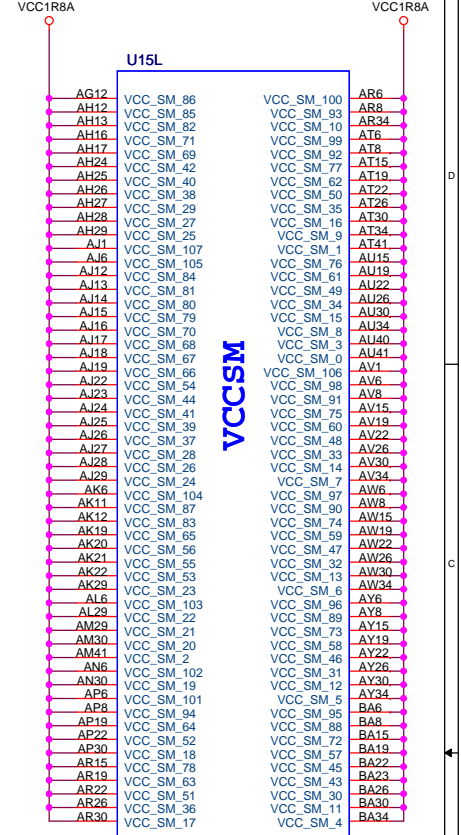 VCC1R8A VCC1R8A
U15L
AG12 VCC_SM_86 VCC_SM_100 AR6
AH12 VCC_SM_85 VCC_SM_93 AR8
AH13 VCC_SM_82 VCC_SM_10 AR34
AH16 VCC_SM_71 VCC_SM_99 AT6
AH17 VCC_SM_69 VCC_SM_92 AT8
AH24 VCC_SM_42 VCC_SM_77 AT15
AH25 VCC_SM_40 VCC_SM_62 AT19
AH26 VCC_SM_38 VCC_SM_50 AT22
AH27 VCC_SM_29 VCC_SM_35 AT26
AH28 VCC_SM_27 VCC_SM_16 AT30
AH29 VCC_SM_25 VCC_SM_9 AT34
AJ1 VCC_SM_107 VCC_SM_1 AT41
AJ6 VCC_SM_105 VCC_SM_76 AU15
AJ12 VCC_SM_84 VCC_SM_61 AU19
AJ13 VCC_SM_81 VCC_SM_49 AU22
AJ14 VCC_SM_80 VCC_SM_34 AU26
AJ15 VCC_SM_79 VCC_SM_15 AU30
AJ16 VCC_SM_70 VCC_SM_8 AU34
AJ17 VCC_SM_68 VCC_SM_3 AU40
AJ18 VCC_SM_67 VCC_SM_0 AU41
AJ19 VCC_SM_66 VCC_SM_106 AV1
AJ22 VCC_SM_54 VCC_SM_98 AV6
AJ23 VCC_SM_44 VCC_SM_91 AV8
AJ24 VCC_SM_41 VCC_SM_75 AV15
AJ25 VCC_SM_39 VCC_SM_60 AV19
AJ26 VCC_SM_37 VCC_SM_48 AV22
AJ27 VCC_SM_28 VCC_SM_33 AV26
AJ28 VCC_SM_26 VCC_SM_14 AV30
AJ29 VCC_SM_24 VCC_SM_7 AV34
AK6 VCC_SM_104 VCC_SM_97 AW6
AK11 VCC_SM_87 VCC_SM_90 AW8
AK12 VCC_SM_83 VCC_SM_74 AW15
AK19 VCC_SM_65 VCC_SM_59 AW19
AK20 VCC_SM_56 VCC_SM_47 AW22
AK21 VCC_SM_55 VCC_SM_32 AW26
AK22 VCC_SM_53 VCC_SM_13 AW30
AK29 VCC_SM_23 VCC_SM_6 AW34
AL6 VCC_SM_103 VCC_SM_96 AY6
AL29 VCC_SM_22 VCC_SM_89 AY8
AM29 VCC_SM_21 VCC_SM_73 AY15
AM30 VCC_SM_20 VCC_SM_58 AY19
AM41 VCC_SM_2 VCC_SM_46 AY22
AN6 VCC_SM_102 VCC_SM_31 AY26
AN30 VCC_SM_19 VCC_SM_12 AY30
AP6 VCC_SM_101 VCC_SM_5 AY34
AP8 VCC_SM_94 VCC_SM_95 BA6
AP19 VCC_SM_64 VCC_SM_88 BA8
AP22 VCC_SM_52 VCC_SM_72 BA15
AP30 VCC_SM_18 VCC_SM_57 BA19
AR15 VCC_SM_78 VCC_SM_45 BA22
AR19 VCC_SM_63 VCC_SM_43 BA23
AR22 VCC_SM_51 VCC_SM_30 BA26
AR26 VCC_SM_36 VCC_SM_11 BA30
AR30 VCC_SM_17 VCC_SM_4 BA34
VCCSM
D
C